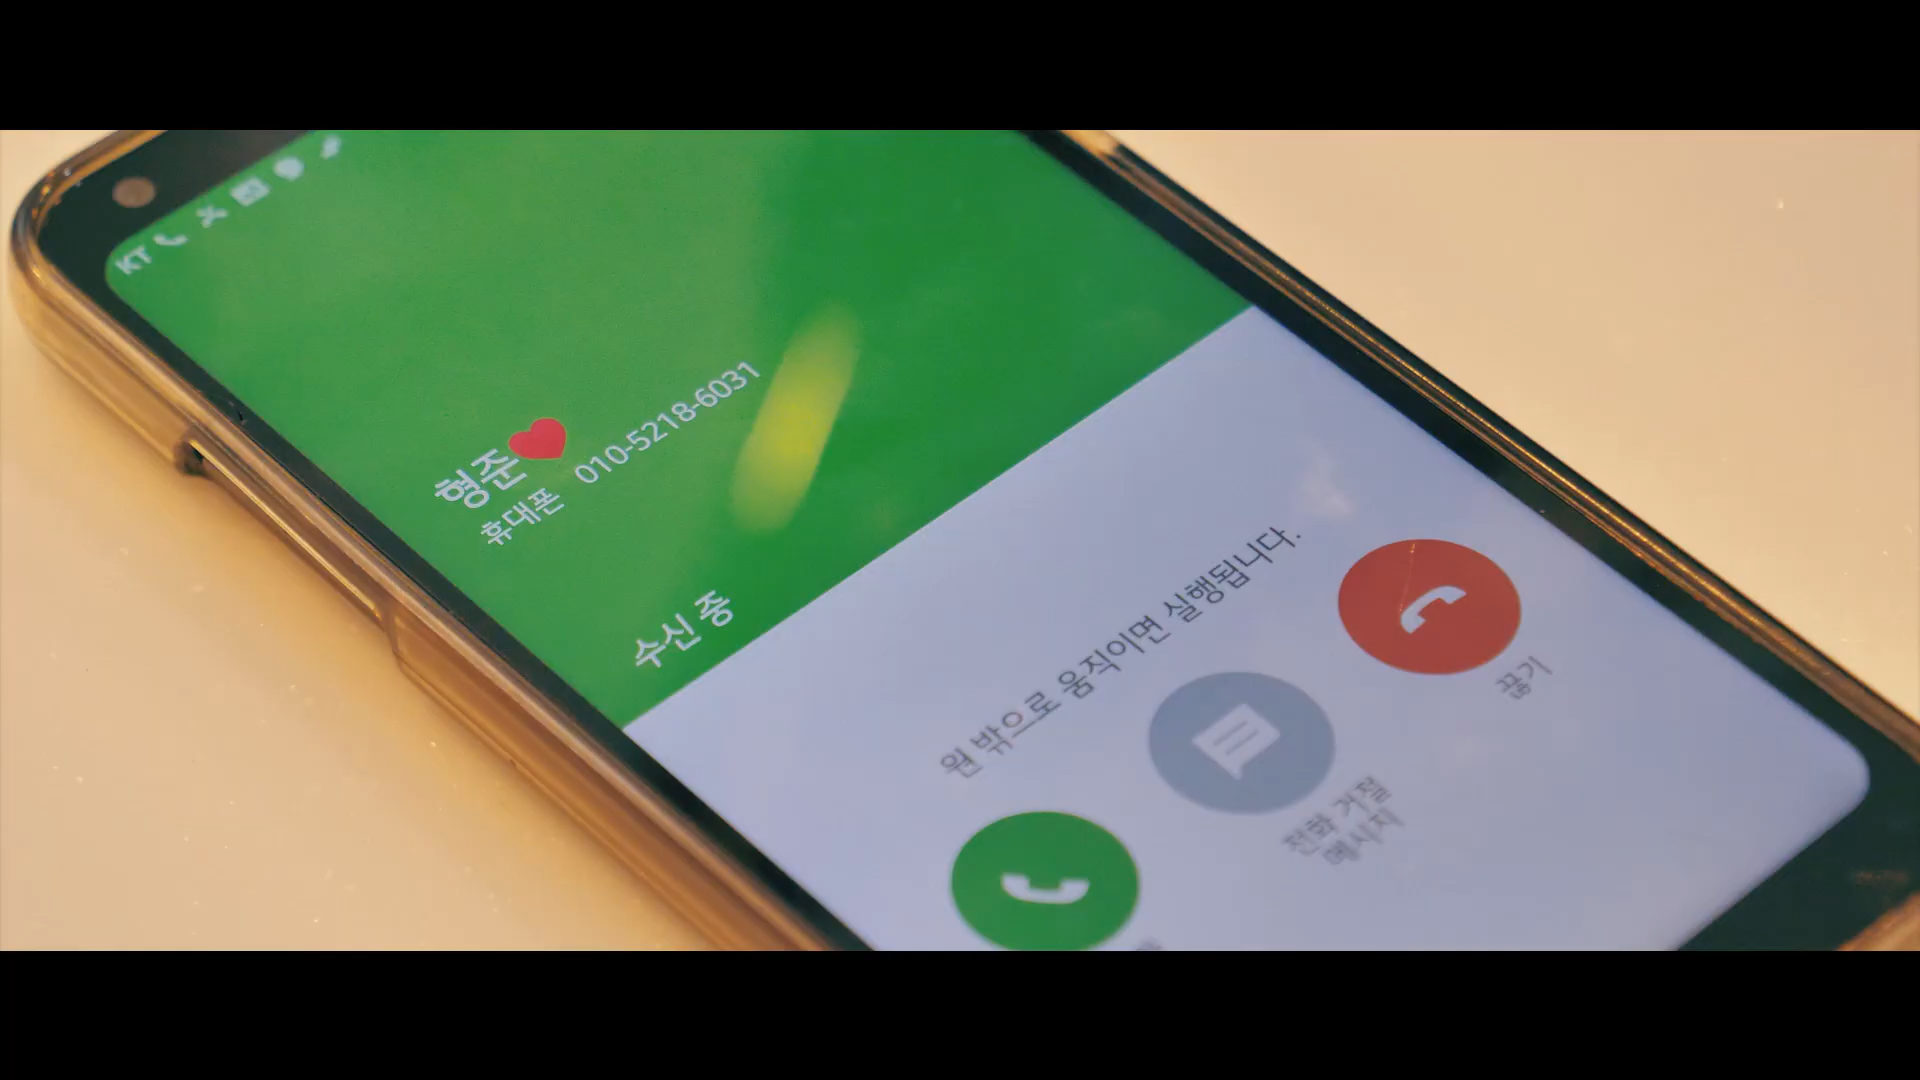 KT
형준❤
휴대폰 010-5218-6031
수신 중
원 밖으로 움직이면 실행됩니다.
끊기
전화 거절
메시지